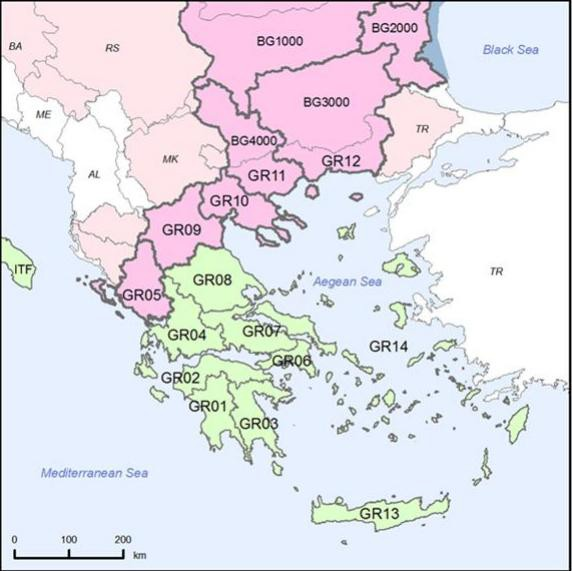 BG2000
BG1000
BA
RS
Black Sea
BG3000
ME
TR
BG4000
MK
GR12
AL
GR11
GR10
GR09
ITF
TR
GR08
Aegean Sea
GR05
GR07
GR04
GR14
GR06
GR02
GR01
GR03
Mediterranean Sea
GR13
0 100 200
km